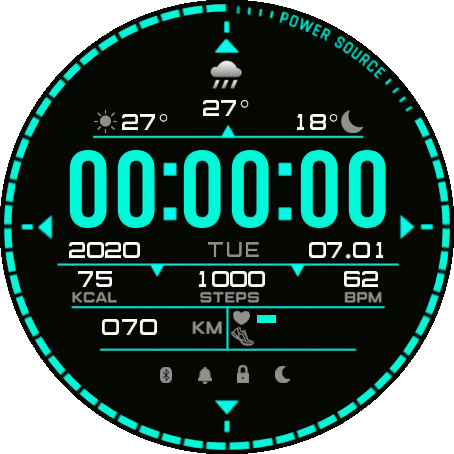 POWER SOURCE
27°
27°
18°
00:00:00
2020 TUE 07.01
75 1000 62
KCAL STEPS BPM
070 KM